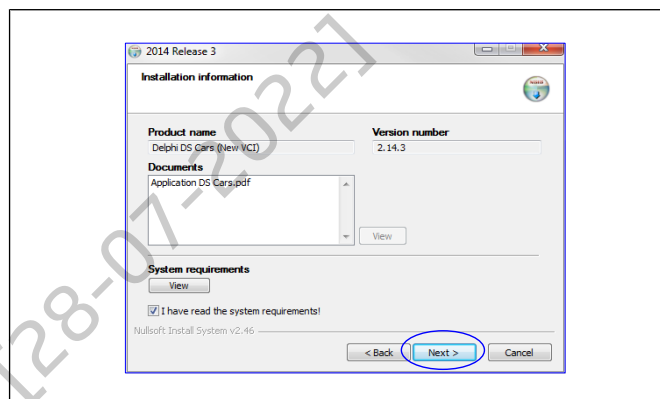 2014 Release 3
Installation information
Product name
Version number
Delphi DS Cars (New VCI)
2.14.3
Documents
Application DS Cars.pdf
View
System requirements
View
I have read the system requirements!
Nullsoft Install System v2.46
< Back
Next >
Cancel
[28-07-2022]